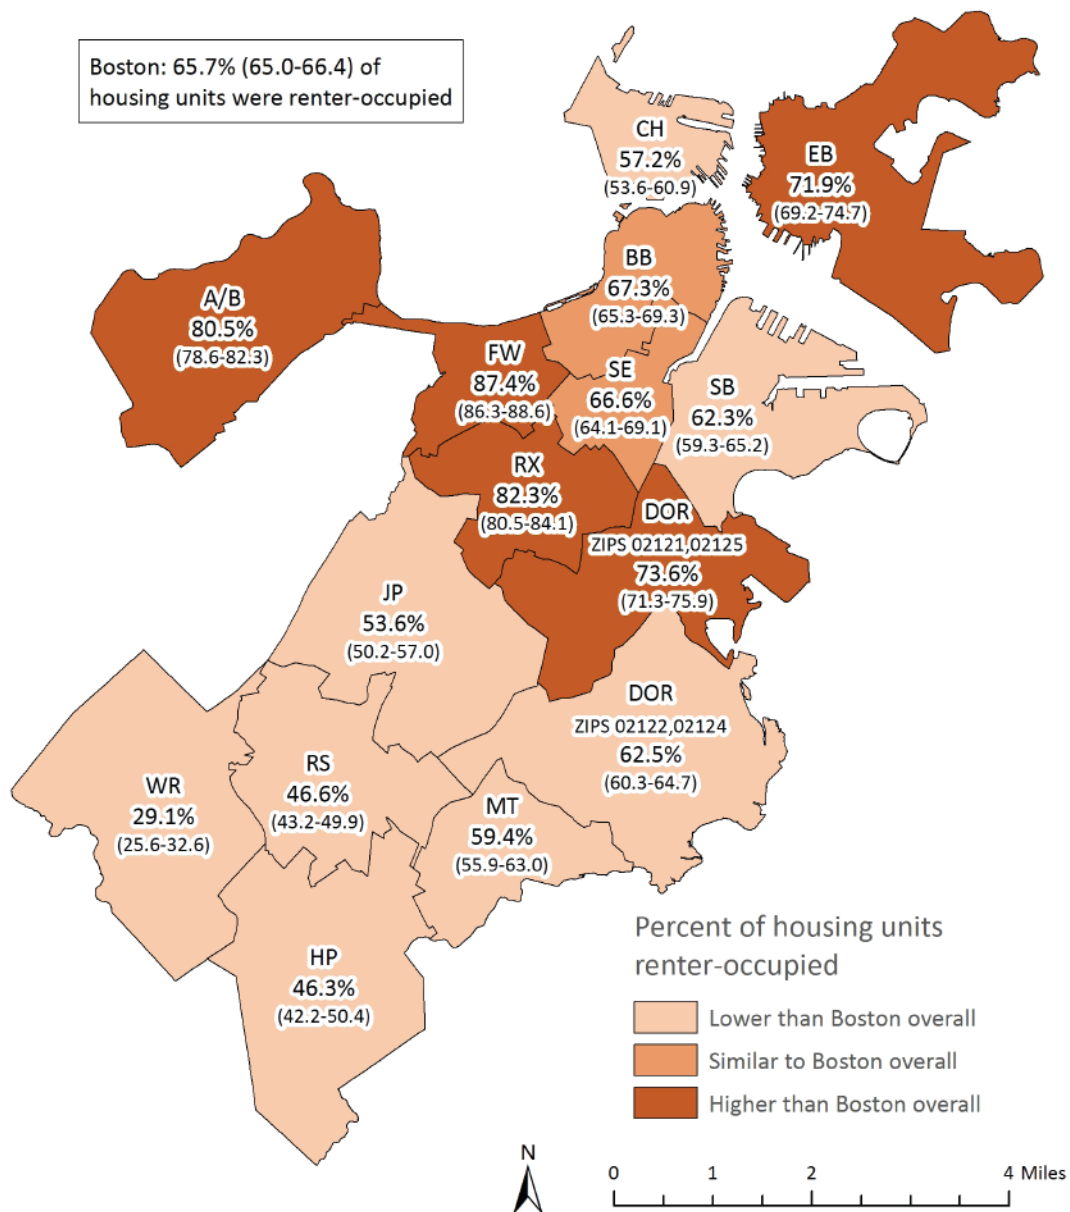 Boston: 65.7% (65.0-66.4) of
housing units were renter-occupied
CH
57.2%
(53.6-60.9)
EB
71.9%
(69.2-74.7)
BB
67.3%
(65.3-69.3)
A/B
80.5%
(78.6-82.3)
FW
87.4%
(86.3-88.6)
SE
66.6%
(64.1-69.1)
SB
62.3%
(59.3-65.2)
RX
82.3%
(80.5-84.1)
DOR
ZIPS 02121,02125
73.6%
(71.3-75.9)
JP
53.6%
(50.2-57.0)
DOR
ZIPS 02122,02124
62.5%
(60.3-64.7)
RS
46.6%
(43.2-49.9)
WR
29.1%
(25.6-32.6)
MT
59.4%
(55.9-63.0)
HP
46.3%
(42.2-50.4)
Percent of housing units
renter-occupied
Lower than Boston overall
Similar to Boston overall
Higher than Boston overall
N
0 1 2 4 Miles